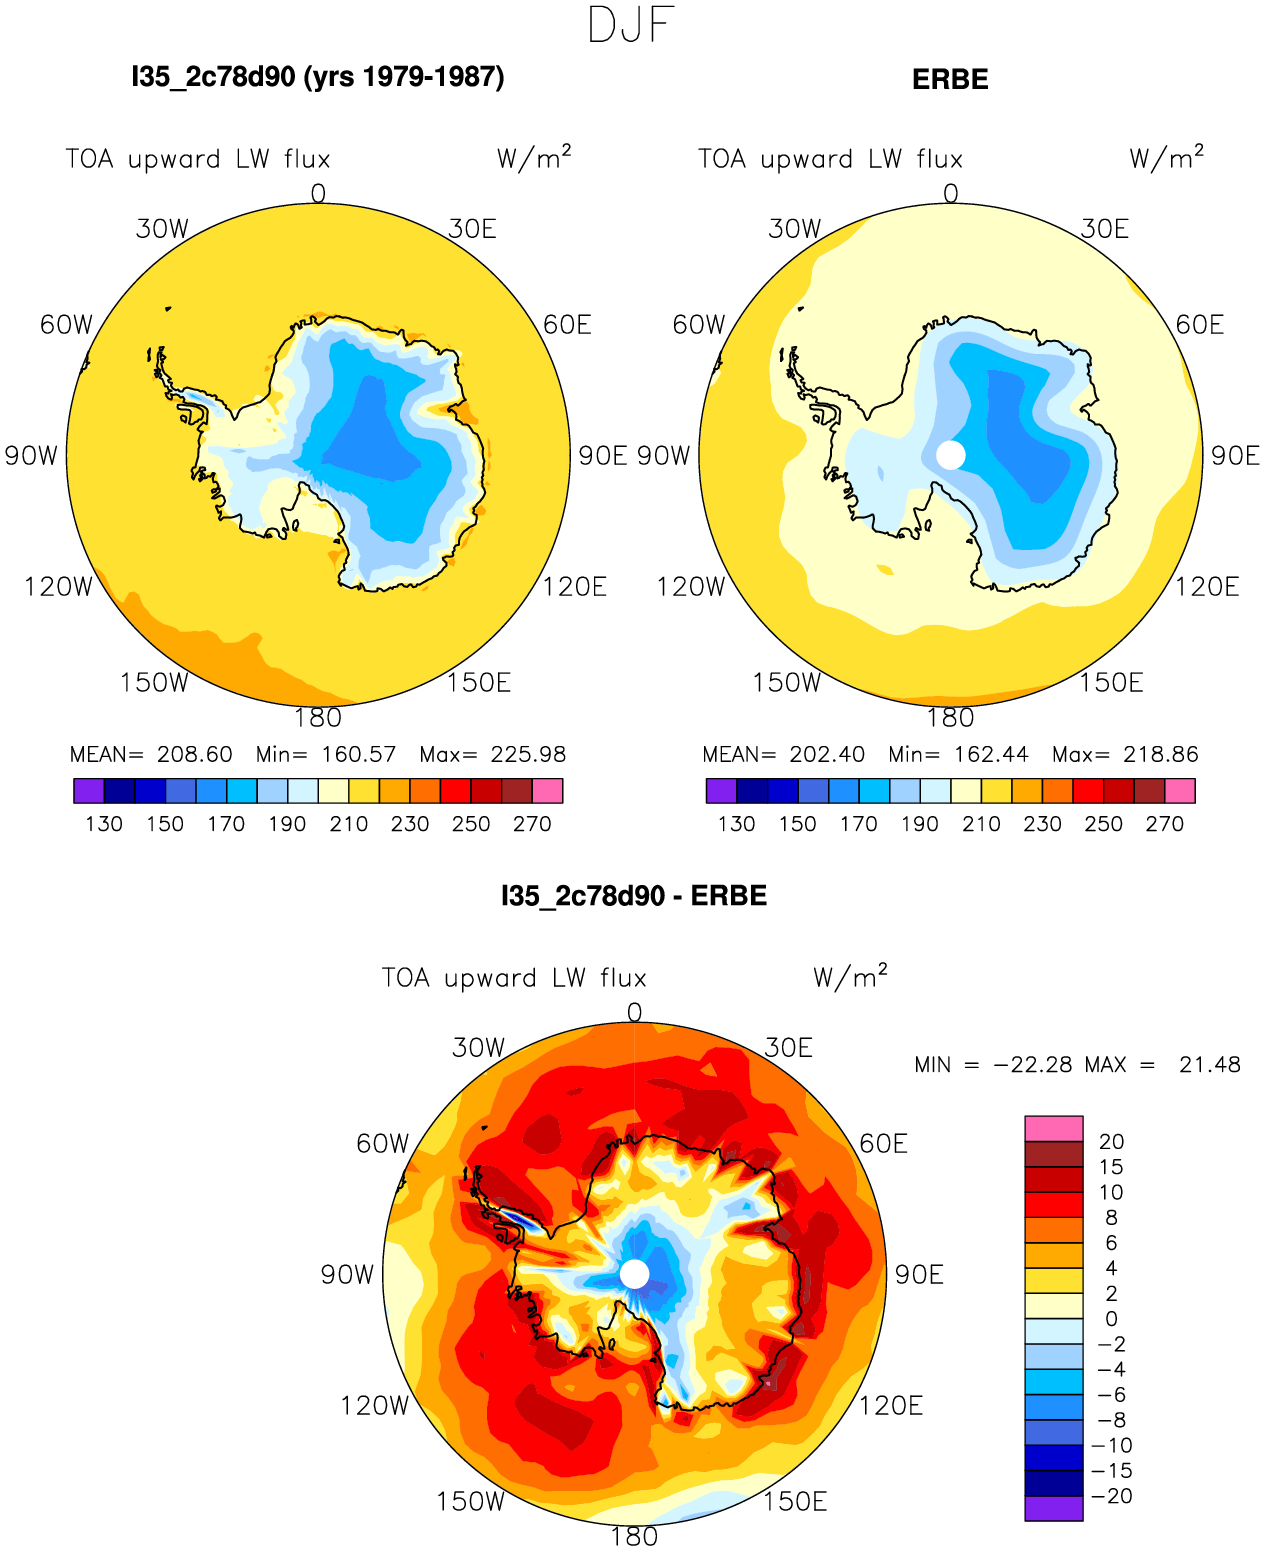 DJF
I35_2c78d90 (yrs 1979-1987)
ERBE
TOA upward LW flux W/m²
TOA upward LW flux W/m²
0
30W 30E
60W 60E
90W 90E
120W 120E
150W 150E
180
0
30W 30E
60W 60E
90W 90E
120W 120E
150W 150E
180
MEAN= 208.60 Min= 160.57 Max= 225.98
130 150 170 190 210 230 250 270
MEAN= 202.40 Min= 162.44 Max= 218.86
130 150 170 190 210 230 250 270
I35_2c78d90 - ERBE
TOA upward LW flux W/m²
0
30W 30E
60W 60E
90W 90E
120W 120E
150W 150E
180
MIN = −22.28 MAX = 21.48
20
15
10
8
6
4
2
0
−2
−4
−6
−8
−10
−15
−20